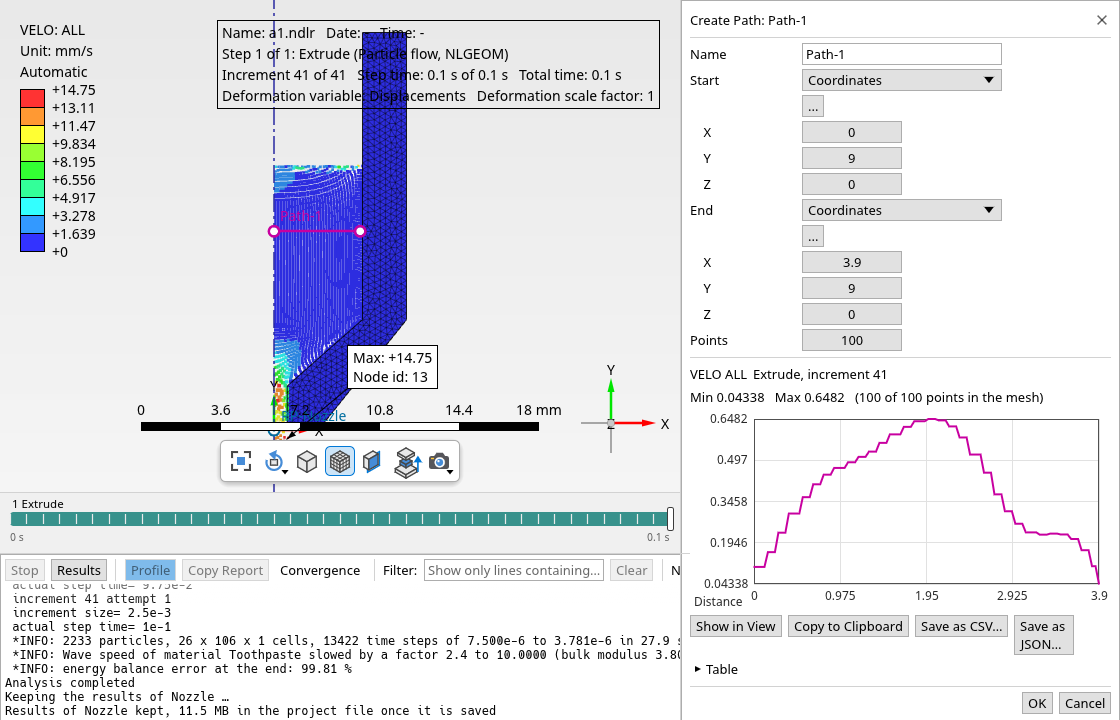 VELO: ALL
Unit: mm/s
Automatic
+14.75
+13.11
+11.47
+9.834
+8.195
+6.556
+4.917
+3.278
+1.639
+0
Name: a1.ndlr Date: - Time: -
Step 1 of 1: Extrude (Particle flow, NLGEOM)
Increment 41 of 41 Step time: 0.1 s of 0.1 s Total time: 0.1 s
Deformation variable: Displacements Deformation scale factor: 1
Path-1
Max: +14.75
Node id: 13
Y
0 3.6 7.2 10.8 14.4 18 mm
X
Y
Z
X
1 Extrude
0 s 0.1 s
Stop Results Profile Copy Report Convergence Filter: Show only lines containing... Clear N
actual step time= 9.75e-2
increment 41 attempt 1
increment size= 2.5e-3
actual step time= 1e-1
*INFO: 2233 particles, 26 x 106 x 1 cells, 13422 time steps of 7.500e-6 to 3.781e-6 in 27.9 s
*INFO: Wave speed of material Toothpaste slowed by a factor 2.4 to 10.0000 (bulk modulus 3.80
*INFO: energy balance error at the end: 99.81 %
Analysis completed
Keeping the results of Nozzle …
Results of Nozzle kept, 11.5 MB in the project file once it is saved
Create Path: Path-1
Name Path-1
Start Coordinates
...
X 0
Y 9
Z 0
End Coordinates
...
X 3.9
Y 9
Z 0
Points 100
VELO ALL Extrude, increment 41
Min 0.04338 Max 0.6482 (100 of 100 points in the mesh)
0.6482
0.497
0.3458
0.1946
0.04338
0 0.975 1.95 2.925 3.9
Distance
Show in View Copy to Clipboard Save as CSV... Save as
JSON...
Table
OK Cancel